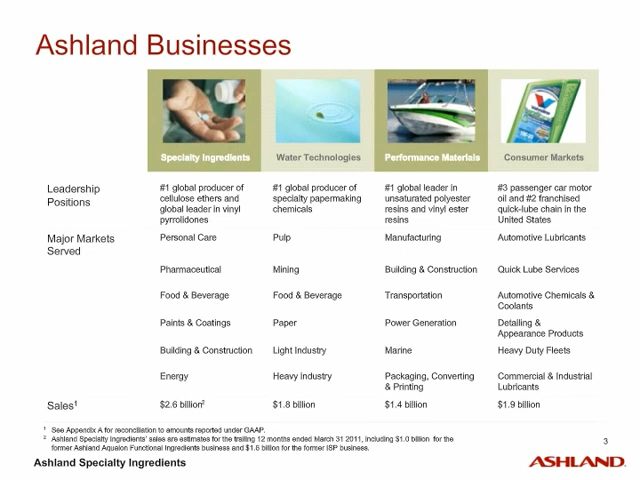 Ashland Businesses
Specialty Ingredients
Water Technologies
Performance Materials
Consumer Markets
Leadership
Positions
#1 global producer of
cellulose ethers and
global leader in vinyl
pyrrolidones
#1 global producer of
specialty papermaking
chemicals
#1 global leader in
unsaturated polyester
resins and vinyl ester
resins
#3 passenger car motor
oil and #2 franchised
quick-lube chain in the
United States
Major Markets
Served
Personal Care
Pulp
Manufacturing
Automotive Lubricants
Pharmaceutical
Mining
Building & Construction
Quick Lube Services
Food & Beverage
Food & Beverage
Transportation
Automotive Chemicals &
Coolants
Paints & Coatings
Paper
Power Generation
Detailing &
Appearance Products
Building & Construction
Light Industry
Marine
Heavy Duty Fleets
Energy
Heavy industry
Packaging, Converting
& Printing
Commercial & Industrial
Lubricants
Sales¹
$2.6 billion²
$1.8 billion
$1.4 billion
$1.9 billion
¹ See Appendix A for reconciliation to amounts reported under GAAP.
² Ashland Specialty Ingredients' sales are estimates for the trailing 12 months ended March 31 2011, including $1.0 billion for the
former Ashland Aqualon Functional Ingredients business and $1.6 billion for the former ISP business.
3
Ashland Specialty Ingredients
ASHLAND.